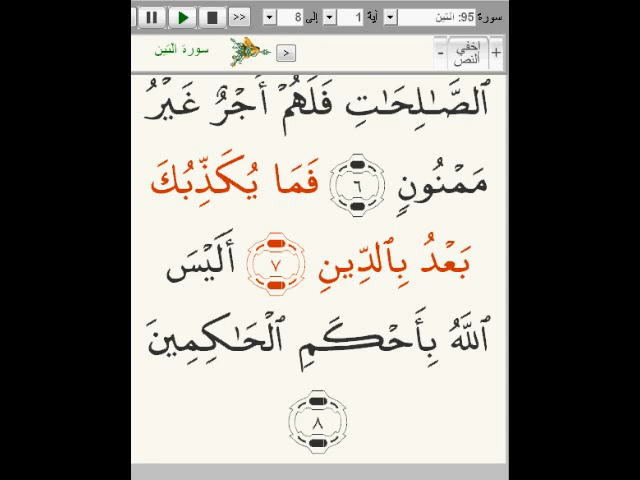 سورة 95: التين آية 1 إلى 8 >>
إخفي النص + -
سورة التين >
ٱلصَّـٰلِحَـٰتِ فَلَهُمْ أَجْرٌ غَيْرُ
مَمْنُونٍ ٦ فَمَا يُكَذِّبُكَ
بَعْدُ بِٱلدِّينِ ٧ أَلَيْسَ
ٱللَّهُ بِأَحْكَمِ ٱلْحَـٰكِمِينَ
٨